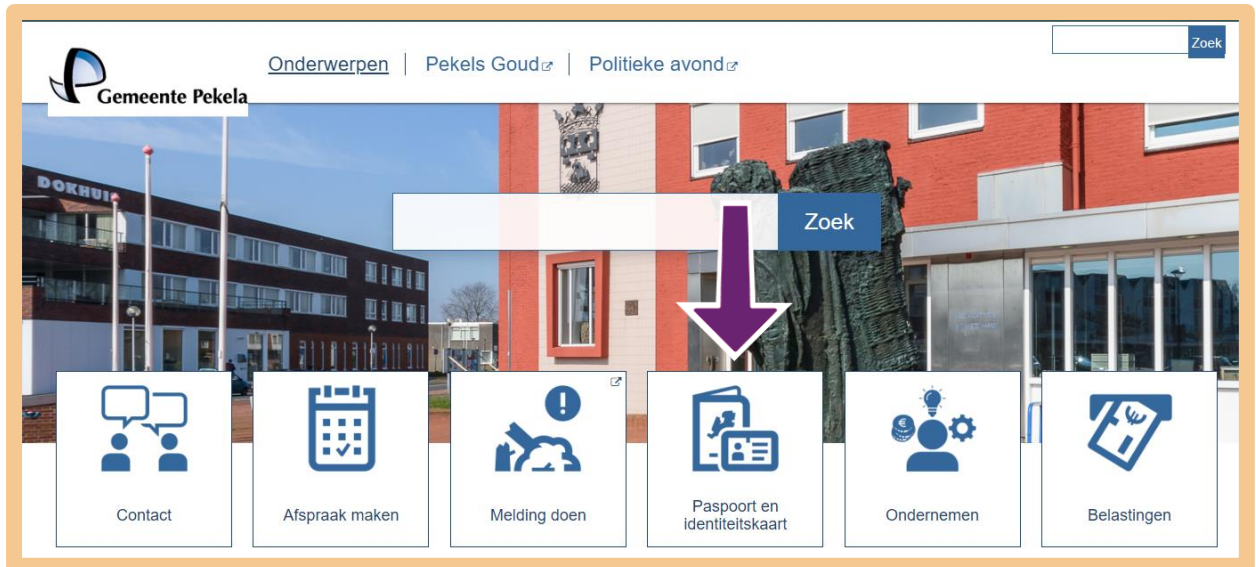 Zoek
Onderwerpen | Pekels Goud | Politieke avond
Gemeente Pekela
DOKHUIS
Zoek
Contact
Afspraak maken
Melding doen
Paspoort en
identiteitskaart
Ondernemen
Belastingen